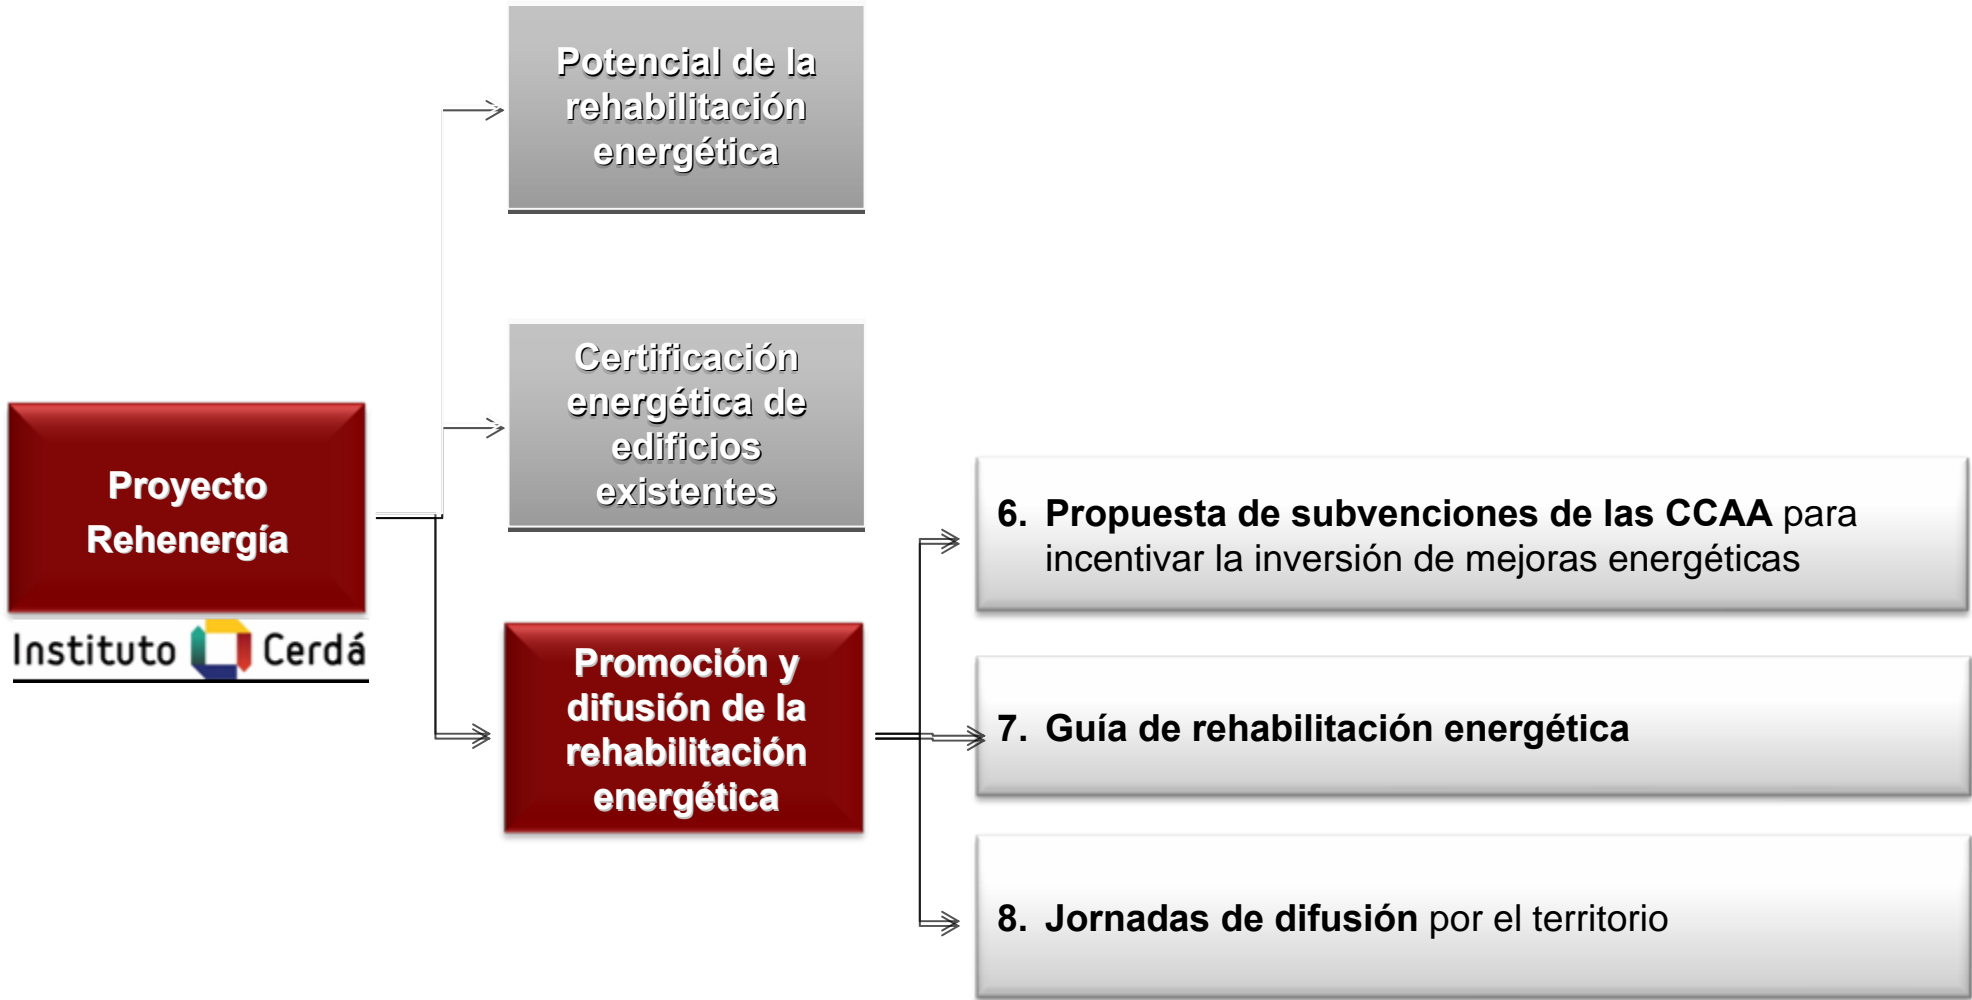 Potencial de la
rehabilitación
energética
Certificación
energética de
edificios
existentes
Proyecto
Rehenergía
Instituto Cerdá
Promoción y
difusión de la
rehabilitación
energética
6. Propuesta de subvenciones de las CCAA para
incentivar la inversión de mejoras energéticas
7. Guía de rehabilitación energética
8. Jornadas de difusión por el territorio